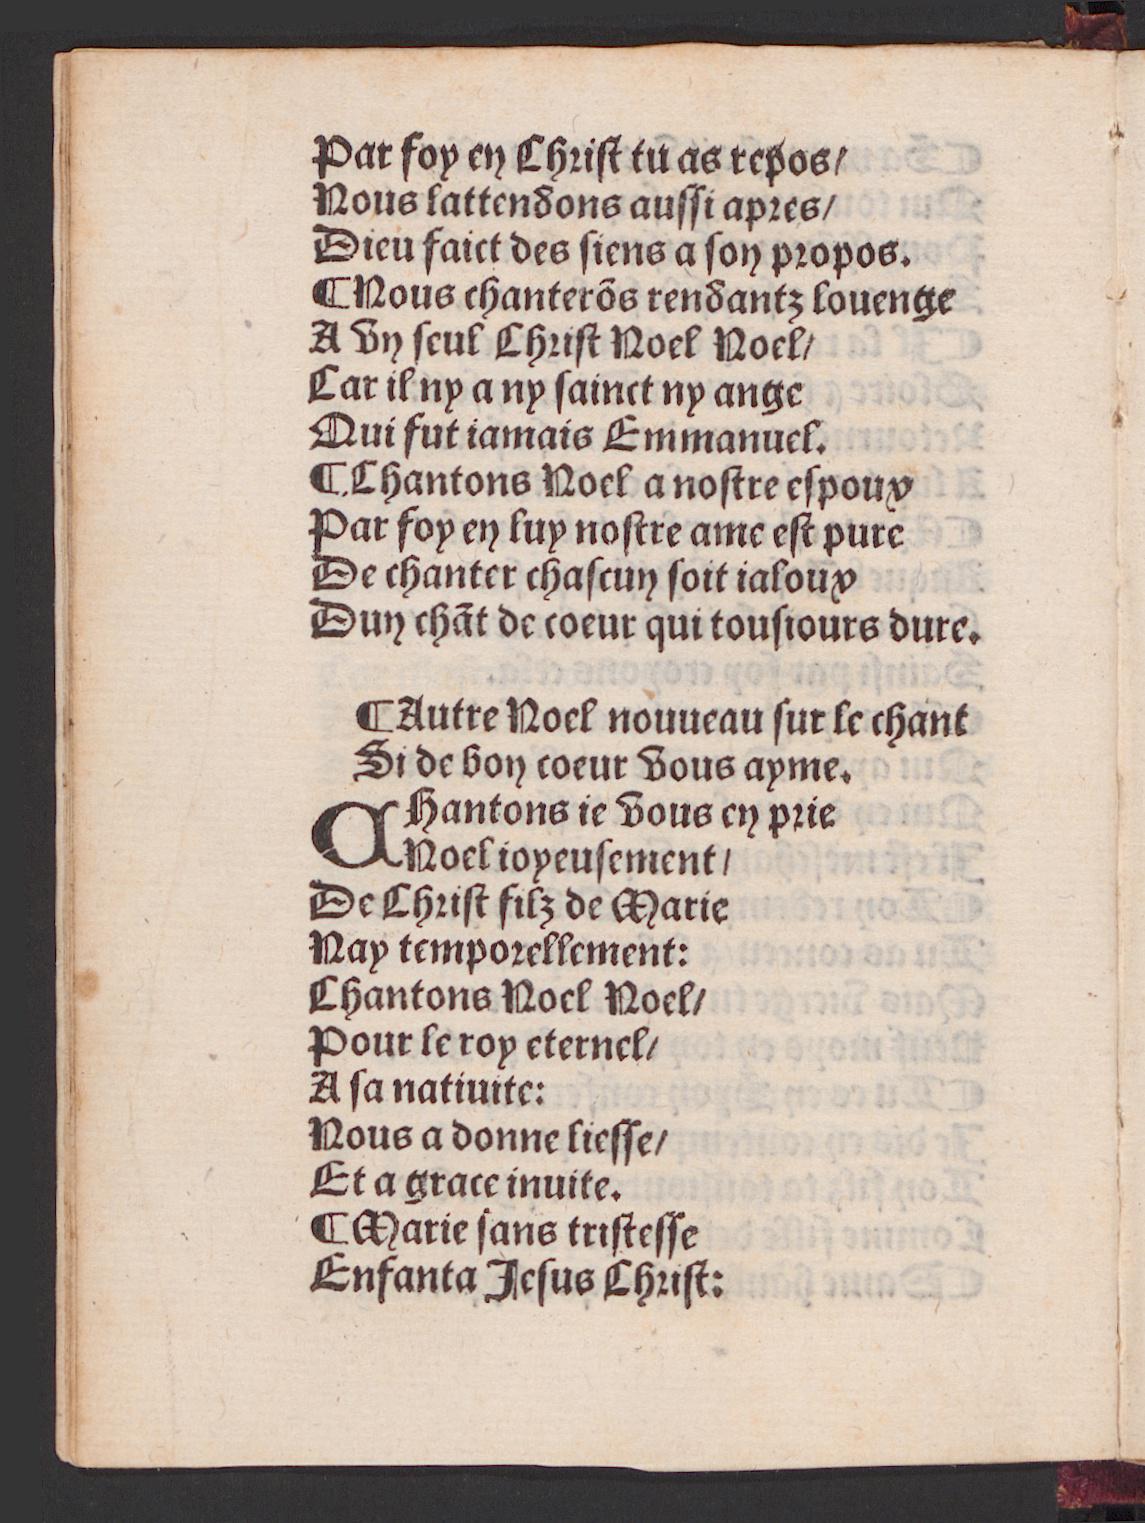 Par foy en Christ tu as repos/
Nous lattendons aussi apres/
Dieu faict des siens a son propos.
¶Nous chanterōs rendantz louenge
A vn seul Christ Noel Noel/
Car il ny a ny sainct ny ange
Qui fut iamais Emmanuel.
¶Chantons Noel a nostre espoux
Par foy en luy nostre ame est pure
De chanter chascun soit ialoux
Dun chāt de coeur qui tousiours dure.

¶Autre Noel nouueau sur le chant
Si de bon coeur vous ayme.
CHantons ie vous en prie
Noel ioyeusement/
De Christ filz de Marie
Nay temporellement:
Chantons Noel Noel/
Pour le roy eternel/
A sa natiuite:
Nous a donne liesse/
Et a grace inuite.
¶Marie sans tristesse
Enfanta Jesus Christ: